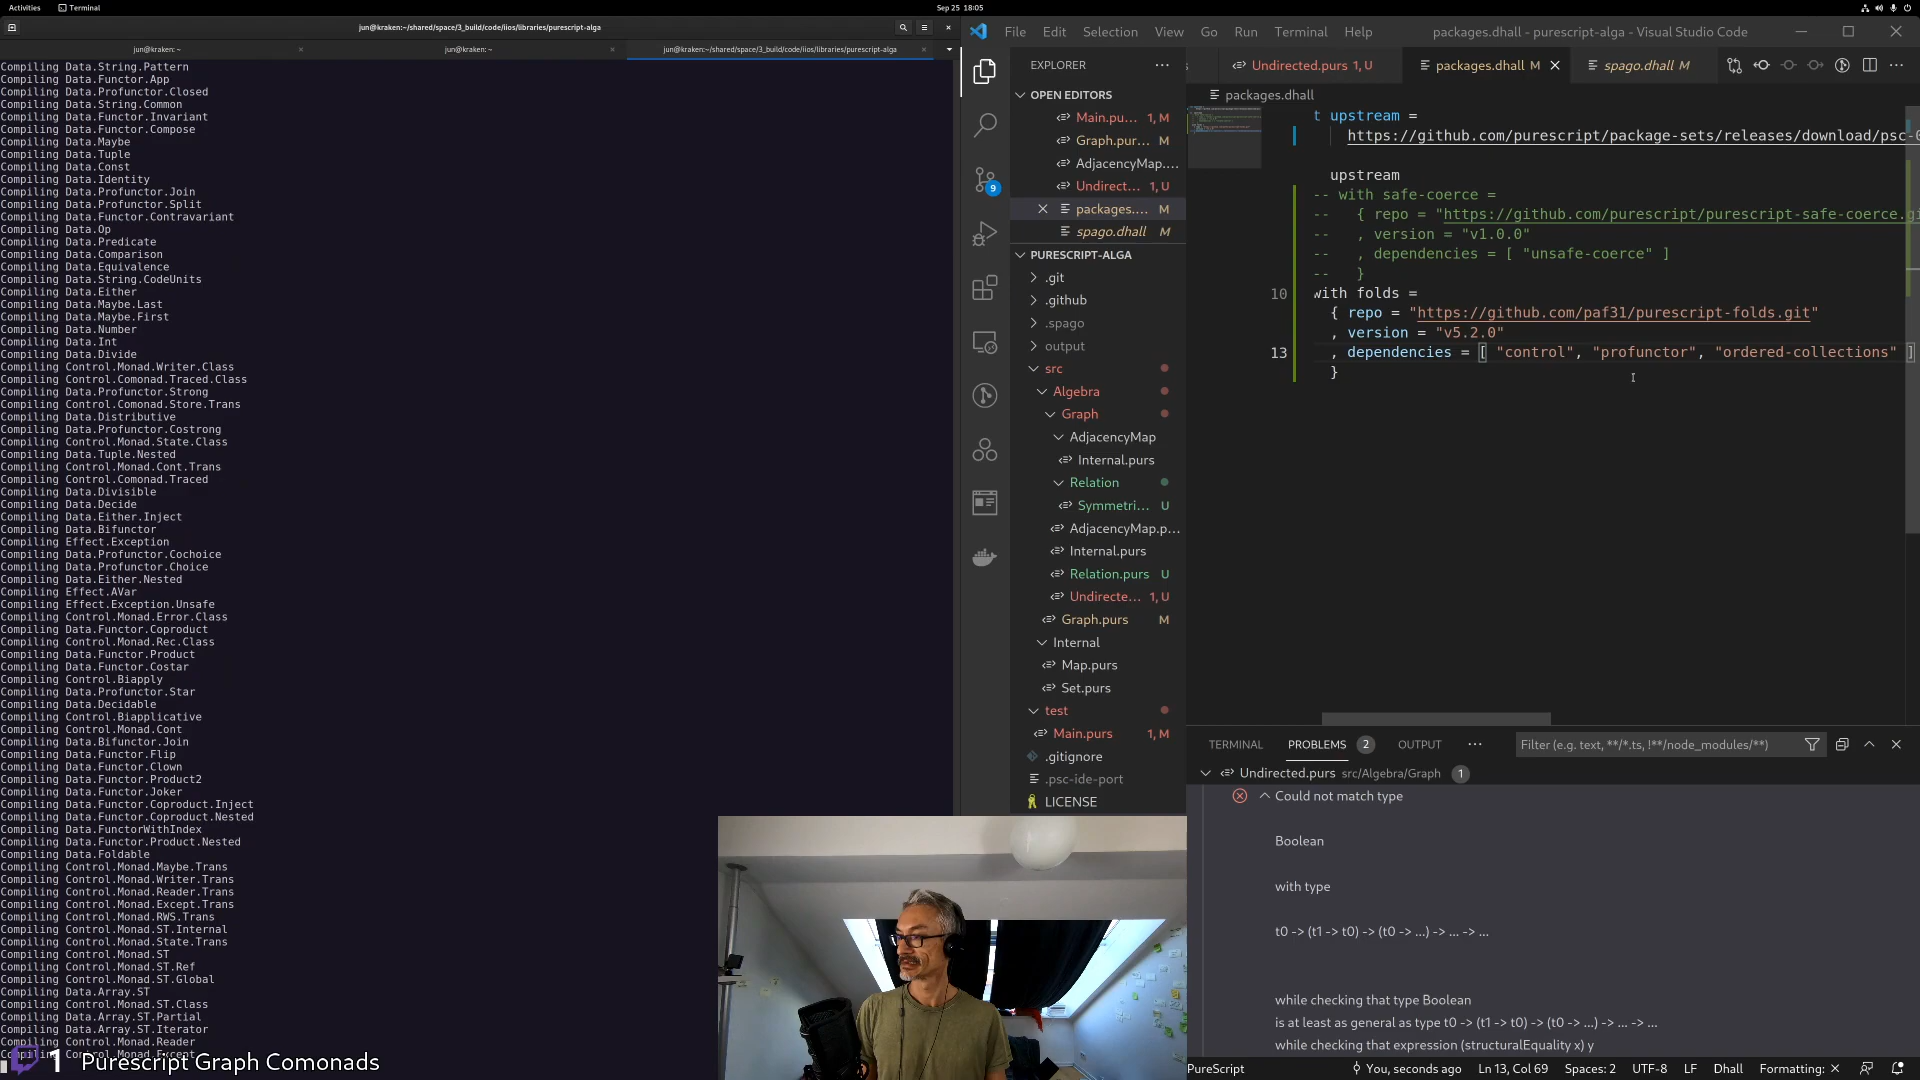 Activities
Terminal
Sep 25 18:05
jun@kraken:~/shared/space/3_build/code/iios/libraries/purescript-alga
jun@kraken: ~
jun@kraken: ~
jun@kraken:~/shared/space/3_build/code/iios/libraries/purescript-alga
Compiling Data.String.Pattern
Compiling Data.Functor.App
Compiling Data.Profunctor.Closed
Compiling Data.String.Common
Compiling Data.Functor.Invariant
Compiling Data.Functor.Compose
Compiling Data.Maybe
Compiling Data.Tuple
Compiling Data.Const
Compiling Data.Identity
Compiling Data.Profunctor.Join
Compiling Data.Profunctor.Split
Compiling Data.Functor.Contravariant
Compiling Data.Op
Compiling Data.Predicate
Compiling Data.Comparison
Compiling Data.Equivalence
Compiling Data.String.CodeUnits
Compiling Data.Either
Compiling Data.Maybe.Last
Compiling Data.Maybe.First
Compiling Data.Number
Compiling Data.Int
Compiling Data.Divide
Compiling Control.Monad.Writer.Class
Compiling Control.Comonad.Traced.Class
Compiling Data.Profunctor.Strong
Compiling Control.Comonad.Store.Trans
Compiling Data.Distributive
Compiling Data.Profunctor.Costrong
Compiling Control.Monad.State.Class
Compiling Data.Tuple.Nested
Compiling Control.Monad.Cont.Trans
Compiling Control.Comonad.Traced
Compiling Data.Divisible
Compiling Data.Decide
Compiling Data.Either.Inject
Compiling Data.Bifunctor
Compiling Effect.Exception
Compiling Data.Profunctor.Cochoice
Compiling Data.Profunctor.Choice
Compiling Data.Either.Nested
Compiling Effect.AVar
Compiling Effect.Exception.Unsafe
Compiling Control.Monad.Error.Class
Compiling Data.Functor.Coproduct
Compiling Control.Monad.Rec.Class
Compiling Data.Functor.Product
Compiling Data.Functor.Costar
Compiling Control.Biapply
Compiling Data.Profunctor.Star
Compiling Data.Decidable
Compiling Control.Biapplicative
Compiling Control.Monad.Cont
Compiling Data.Bifunctor.Join
Compiling Data.Functor.Flip
Compiling Data.Functor.Clown
Compiling Data.Functor.Product2
Compiling Data.Functor.Joker
Compiling Data.Functor.Coproduct.Inject
Compiling Data.Functor.Coproduct.Nested
Compiling Data.FunctorWithIndex
Compiling Data.Functor.Product.Nested
Compiling Data.Foldable
Compiling Control.Monad.Maybe.Trans
Compiling Control.Monad.Writer.Trans
Compiling Control.Monad.Reader.Trans
Compiling Control.Monad.Except.Trans
Compiling Control.Monad.RWS.Trans
Compiling Control.Monad.ST.Internal
Compiling Control.Monad.State.Trans
Compiling Control.Monad.ST
Compiling Control.Monad.ST.Ref
Compiling Control.Monad.ST.Global
Compiling Data.Array.ST
Compiling Control.Monad.ST.Class
Compiling Data.Array.ST.Partial
Compiling Data.Array.ST.Iterator
Compiling Control.Monad.Reader
Compiling Control.Monad.Except
1 Purescript Graph Comonads
File Edit Selection View Go Run Terminal Help
packages.dhall - purescript-alga - Visual Studio Code
EXPLORER
OPEN EDITORS
Main.pu... 1, M
Graph.pur... M
AdjacencyMap....
Undirect... 1, U
packages.... M
spago.dhall M
9
PURESCRIPT-ALGA
.git
.github
.spago
output
src
Algebra
Graph
AdjacencyMap
Internal.purs
Relation
Symmetri... U
AdjacencyMap.p...
Internal.purs
Relation.purs U
Undirecte... 1, U
Graph.purs M
Internal
Map.purs
Set.purs
test
Main.purs 1, M
.gitignore
.psc-ide-port
LICENSE
s
Undirected.purs 1, U
packages.dhall M
spago.dhall M
packages.dhall
t upstream =
https://github.com/purescript/package-sets/releases/download/psc-0
upstream
-- with safe-coerce =
-- { repo = "https://github.com/purescript/purescript-safe-coerce.gi
-- , version = "v1.0.0"
-- , dependencies = [ "unsafe-coerce" ]
-- }
10 with folds =
{ repo = "https://github.com/paf31/purescript-folds.git"
, version = "v5.2.0"
13 , dependencies = [ "control", "profunctor", "ordered-collections" ]
}
TERMINAL PROBLEMS 2 OUTPUT
Filter (e.g. text, **/*.ts, !**/node_modules/**)
Undirected.purs src/Algebra/Graph 1
Could not match type
Boolean
with type
t0 -> (t1 -> t0) -> (t0 -> ...) -> ... -> ...
while checking that type Boolean
is at least as general as type t0 -> (t1 -> t0) -> (t0 -> ...) -> ... -> ...
while checking that expression (structuralEquality x) y
PureScript
You, seconds ago
Ln 13, Col 69
Spaces: 2
UTF-8
LF
Dhall
Formatting: ×